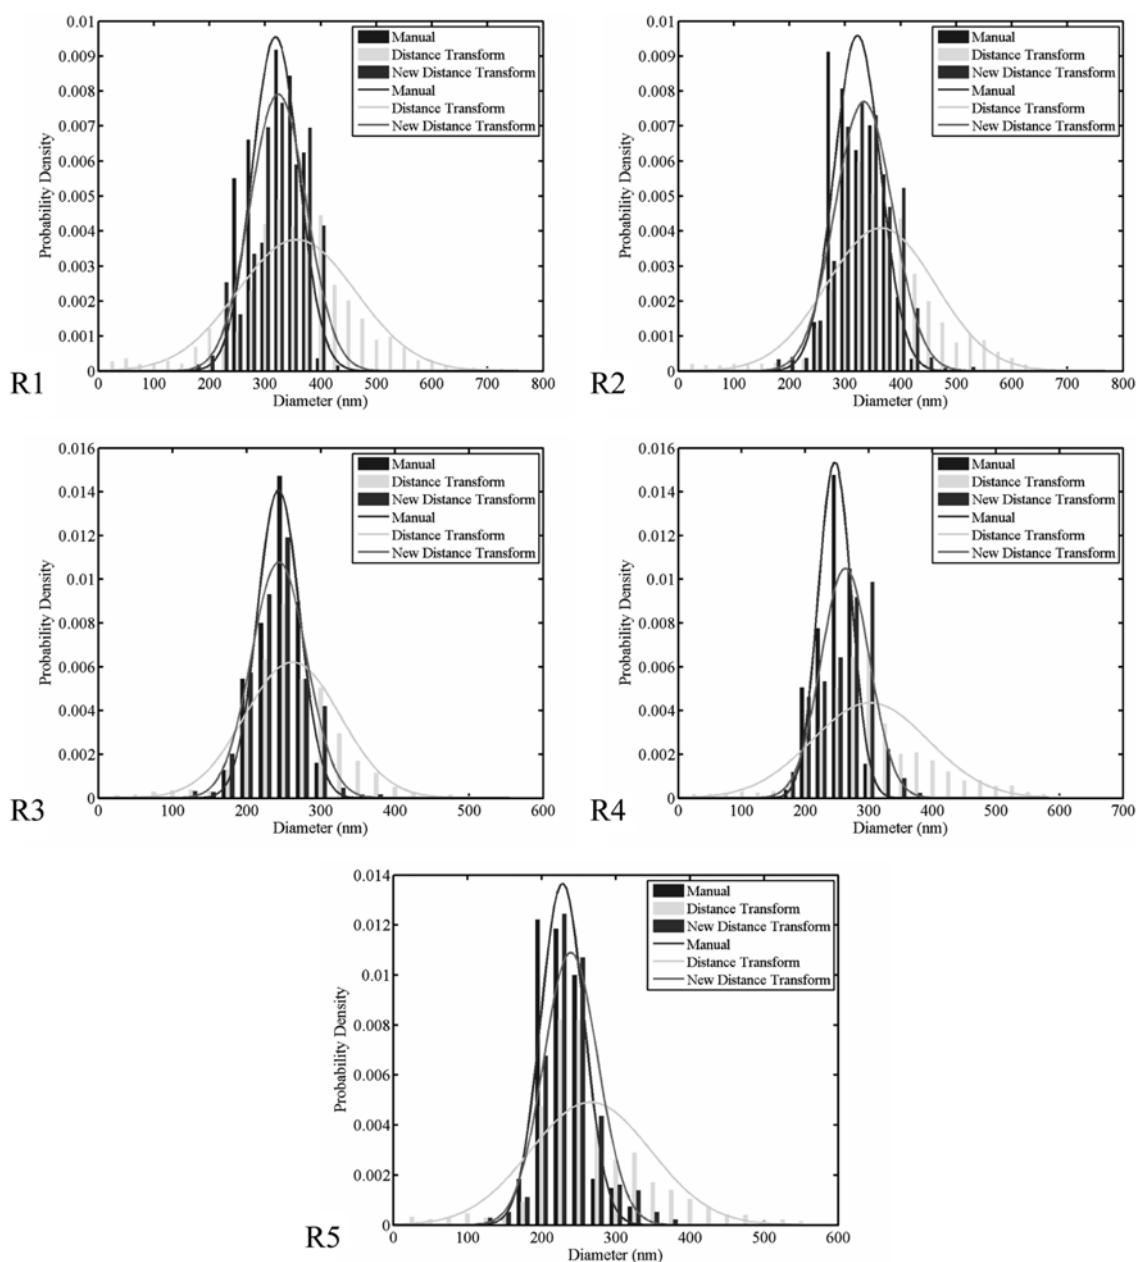 0.01
0.009
0.008
0.007
0.006
0.005
0.004
0.003
0.002
0.001
0
Probability Density
Manual
Distance Transform
New Distance Transform
Manual
Distance Transform
New Distance Transform
0 100 200 300 400 500 600 700 800
Diameter (nm)
R1
0.01
0.009
0.008
0.007
0.006
0.005
0.004
0.003
0.002
0.001
0
Probability Density
Manual
Distance Transform
New Distance Transform
Manual
Distance Transform
New Distance Transform
0 100 200 300 400 500 600 700 800
Diameter (nm)
R2
0.016
0.014
0.012
0.01
0.008
0.006
0.004
0.002
0
Probability Density
Manual
Distance Transform
New Distance Transform
Manual
Distance Transform
New Distance Transform
0 100 200 300 400 500 600
Diameter (nm)
R3
0.016
0.014
0.012
0.01
0.008
0.006
0.004
0.002
0
Probability Density
Manual
Distance Transform
New Distance Transform
Manual
Distance Transform
New Distance Transform
0 100 200 300 400 500 600 700
Diameter (nm)
R4
0.014
0.012
0.01
0.008
0.006
0.004
0.002
0
Probability Density
Manual
Distance Transform
New Distance Transform
Manual
Distance Transform
New Distance Transform
0 100 200 300 400 500 600
Diameter (nm)
R5